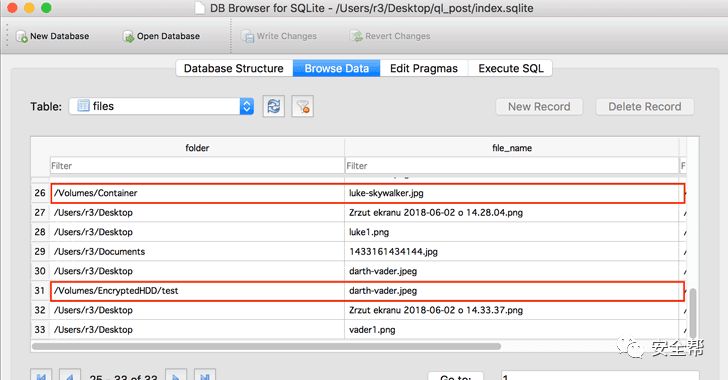 DB Browser for SQLite - /Users/r3/Desktop/ql_post/index.sqlite
New Database Open Database Write Changes Revert Changes
Database Structure Browse Data Edit Pragmas Execute SQL
Table: files New Record Delete Record
folder file_name
Filter Filter
26 /Volumes/Container luke-skywalker.jpg
27 /Users/r3/Desktop Zrzut ekranu 2018-06-02 o 14.28.04.png
28 /Users/r3/Desktop luke1.png
29 /Users/r3/Documents 1433161434144.jpg
30 /Users/r3/Desktop darth-vader.jpeg
31 /Volumes/EncryptedHDD/test darth-vader.jpeg
32 /Users/r3/Desktop Zrzut ekranu 2018-06-02 o 14.33.37.png
33 /Users/r3/Desktop vader1.png
安全帮
25 - 33 of 33 Go to: 1